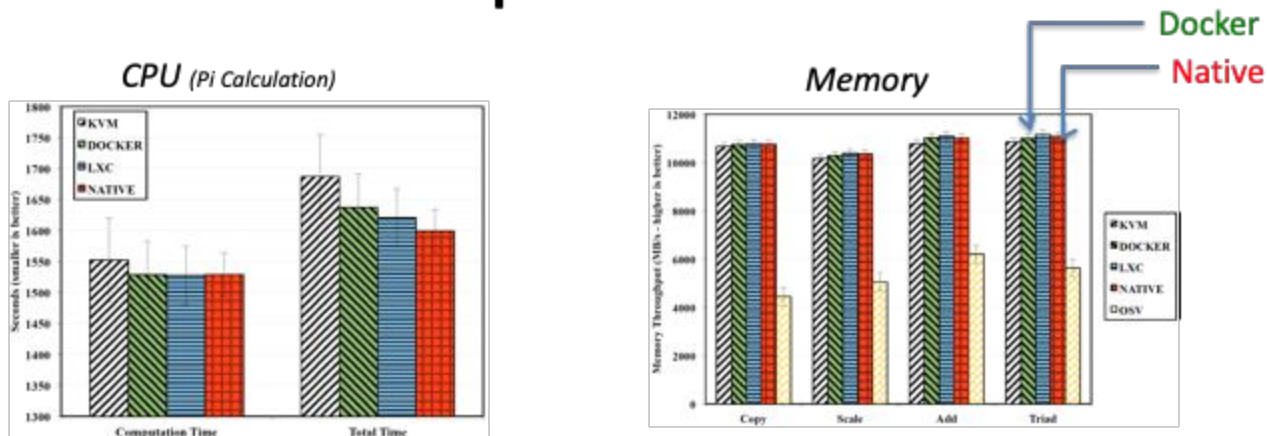 Docker
Native
CPU (Pi Calculation)
Memory
1800
1750
1700
1650
1600
1550
1500
1450
1400
1350
1300
Seconds (smaller is better)
KVM
DOCKER
LXC
NATIVE
Computation Time
Total Time
12000
10000
8000
6000
4000
2000
0
Memory Throughput (MB/s - higher is better)
KVM
DOCKER
LXC
NATIVE
OSV
Copy
Scale
Add
Triad